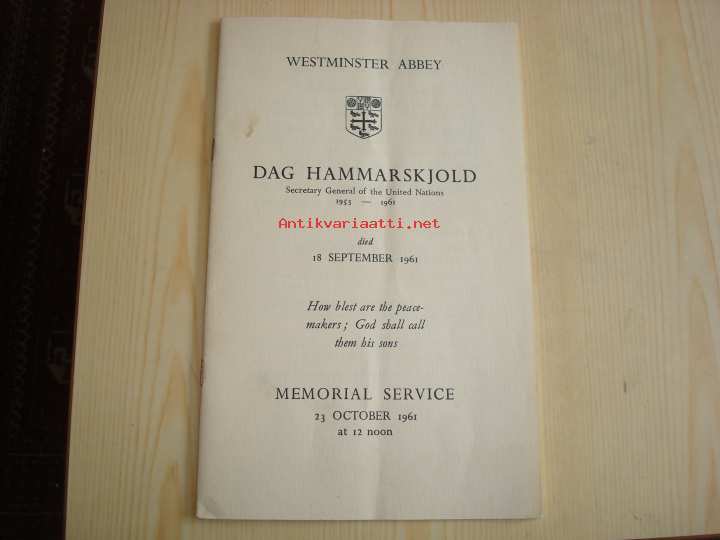 WESTMINSTER ABBEY
DAG HAMMARSKJOLD
Secretary General of the United Nations
1953 — 1961
Antikvariaatti.net
died
18 SEPTEMBER 1961
How blest are the peace-
makers; God shall call
them his sons
MEMORIAL SERVICE
23 OCTOBER 1961
at 12 noon